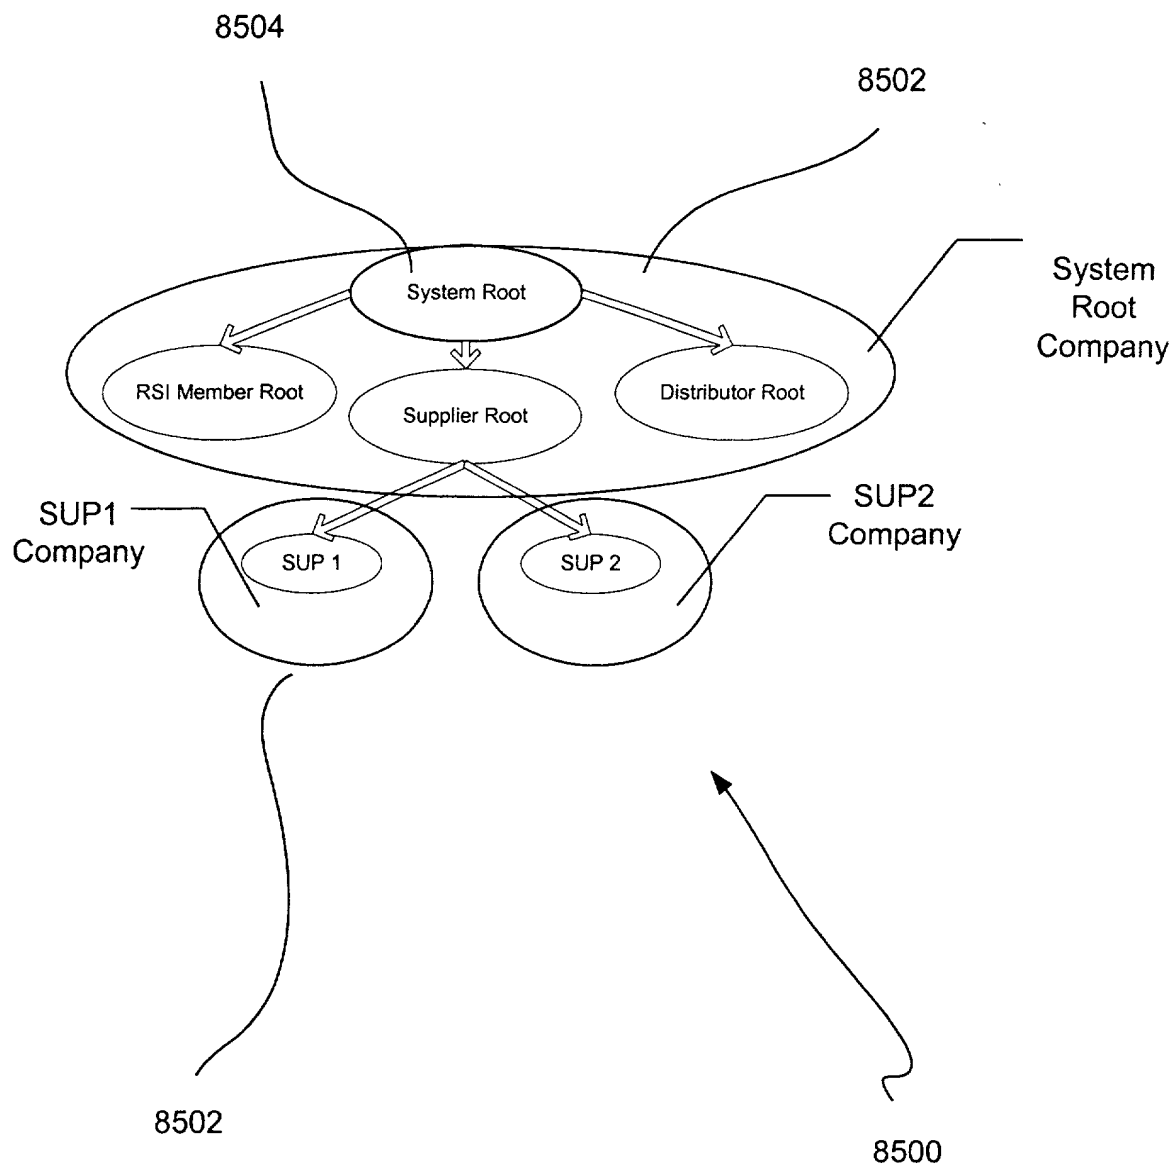 8504
8502
System
Root
Company
System Root
RSI Member Root
Supplier Root
Distributor Root
SUP1
Company
SUP2
Company
SUP 1
SUP 2
8502
8500